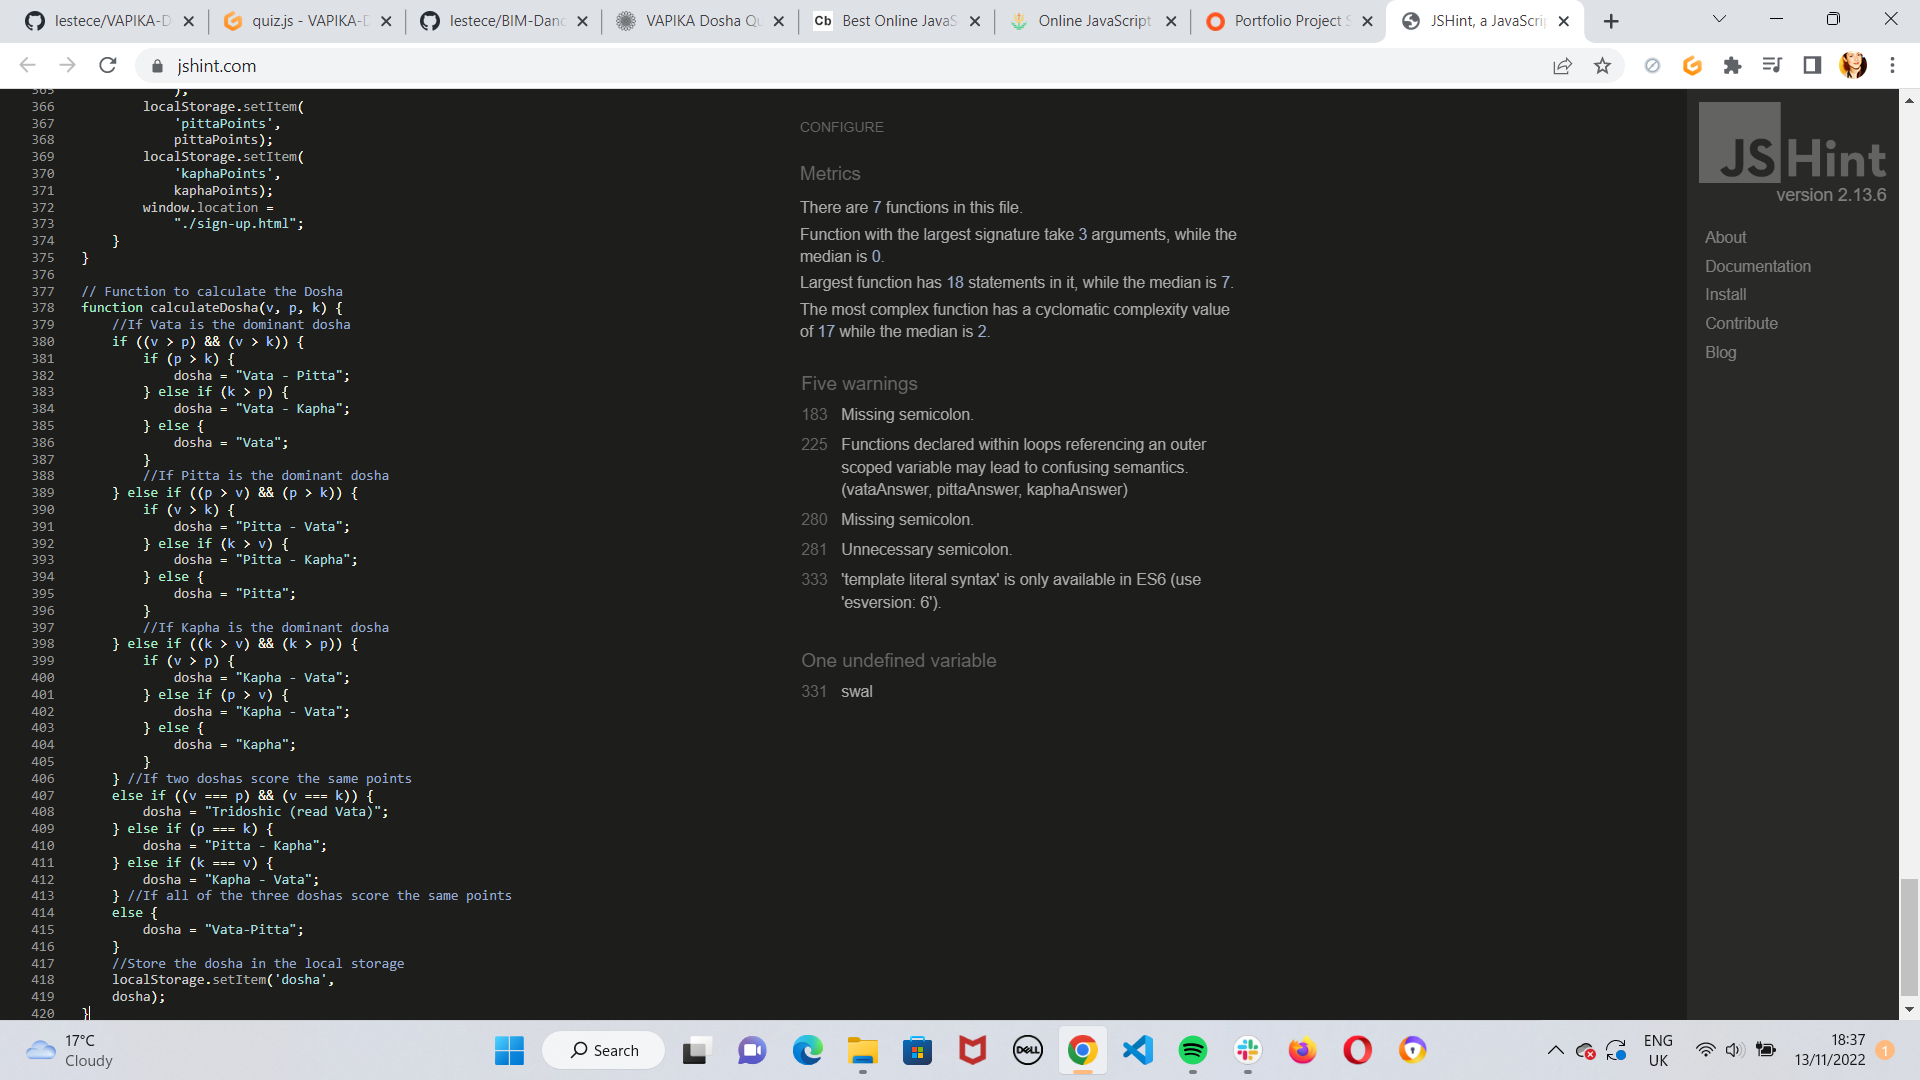 lestece/VAPIKA-D
quiz.js - VAPIKA-D
lestece/BIM-Danc
VAPIKA Dosha Qu
Cb Best Online JavaS
Online JavaScript
Portfolio Project S
JSHint, a JavaScrip
jshint.com
365 );
366 localStorage.setItem(
367 'pittaPoints',
368 pittaPoints);
369 localStorage.setItem(
370 'kaphaPoints',
371 kaphaPoints);
372 window.location =
373 "./sign-up.html";
374 }
375 }
376
377 // Function to calculate the Dosha
378 function calculateDosha(v, p, k) {
379 //If Vata is the dominant dosha
380 if ((v > p) && (v > k)) {
381 if (p > k) {
382 dosha = "Vata - Pitta";
383 } else if (k > p) {
384 dosha = "Vata - Kapha";
385 } else {
386 dosha = "Vata";
387 }
388 //If Pitta is the dominant dosha
389 } else if ((p > v) && (p > k)) {
390 if (v > k) {
391 dosha = "Pitta - Vata";
392 } else if (k > v) {
393 dosha = "Pitta - Kapha";
394 } else {
395 dosha = "Pitta";
396 }
397 //If Kapha is the dominant dosha
398 } else if ((k > v) && (k > p)) {
399 if (v > p) {
400 dosha = "Kapha - Vata";
401 } else if (p > v) {
402 dosha = "Kapha - Vata";
403 } else {
404 dosha = "Kapha";
405 }
406 } //If two doshas score the same points
407 else if ((v === p) && (v === k)) {
408 dosha = "Tridoshic (read Vata)";
409 } else if (p === k) {
410 dosha = "Pitta - Kapha";
411 } else if (k === v) {
412 dosha = "Kapha - Vata";
413 } //If all of the three doshas score the same points
414 else {
415 dosha = "Vata-Pitta";
416 }
417 //Store the dosha in the local storage
418 localStorage.setItem('dosha',
419 dosha);
420 }
CONFIGURE
Metrics
There are 7 functions in this file.
Function with the largest signature take 3 arguments, while the
median is 0.
Largest function has 18 statements in it, while the median is 7.
The most complex function has a cyclomatic complexity value
of 17 while the median is 2.
Five warnings
183 Missing semicolon.
225 Functions declared within loops referencing an outer
scoped variable may lead to confusing semantics.
(vataAnswer, pittaAnswer, kaphaAnswer)
280 Missing semicolon.
281 Unnecessary semicolon.
333 'template literal syntax' is only available in ES6 (use
'esversion: 6').
One undefined variable
331 swal
JSHint
version 2.13.6
About
Documentation
Install
Contribute
Blog
17°C
Cloudy
Search
DELL
ENG
UK
18:37
13/11/2022
1